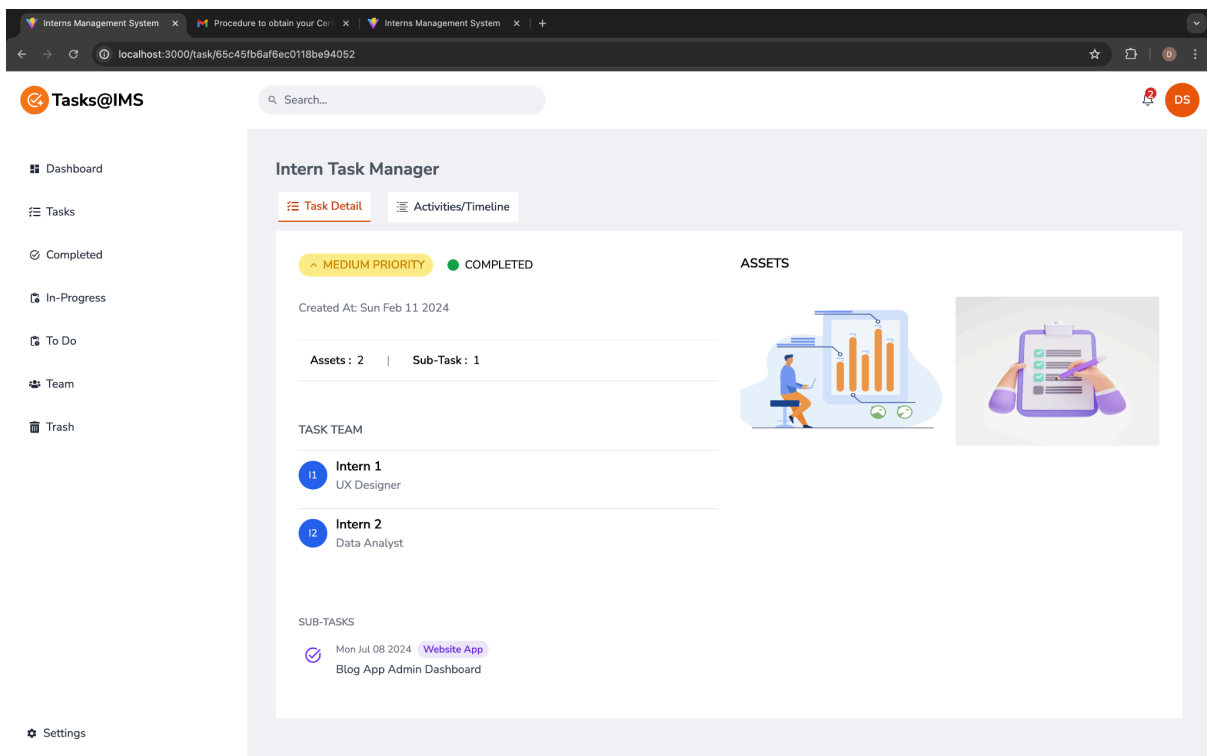 Interns Management System
Procedure to obtain your Cer
Interns Management System
localhost:3000/task/65c45fb6af6ec0118be94052
D
Tasks@IMS
Search...
2
DS
Dashboard
Tasks
Completed
In-Progress
To Do
Team
Trash
Settings
Intern Task Manager
Task Detail
Activities/Timeline
MEDIUM PRIORITY
COMPLETED
Created At: Sun Feb 11 2024
Assets : 2 | Sub-Task : 1
TASK TEAM
I1
Intern 1
UX Designer
I2
Intern 2
Data Analyst
SUB-TASKS
Mon Jul 08 2024 Website App
Blog App Admin Dashboard
ASSETS